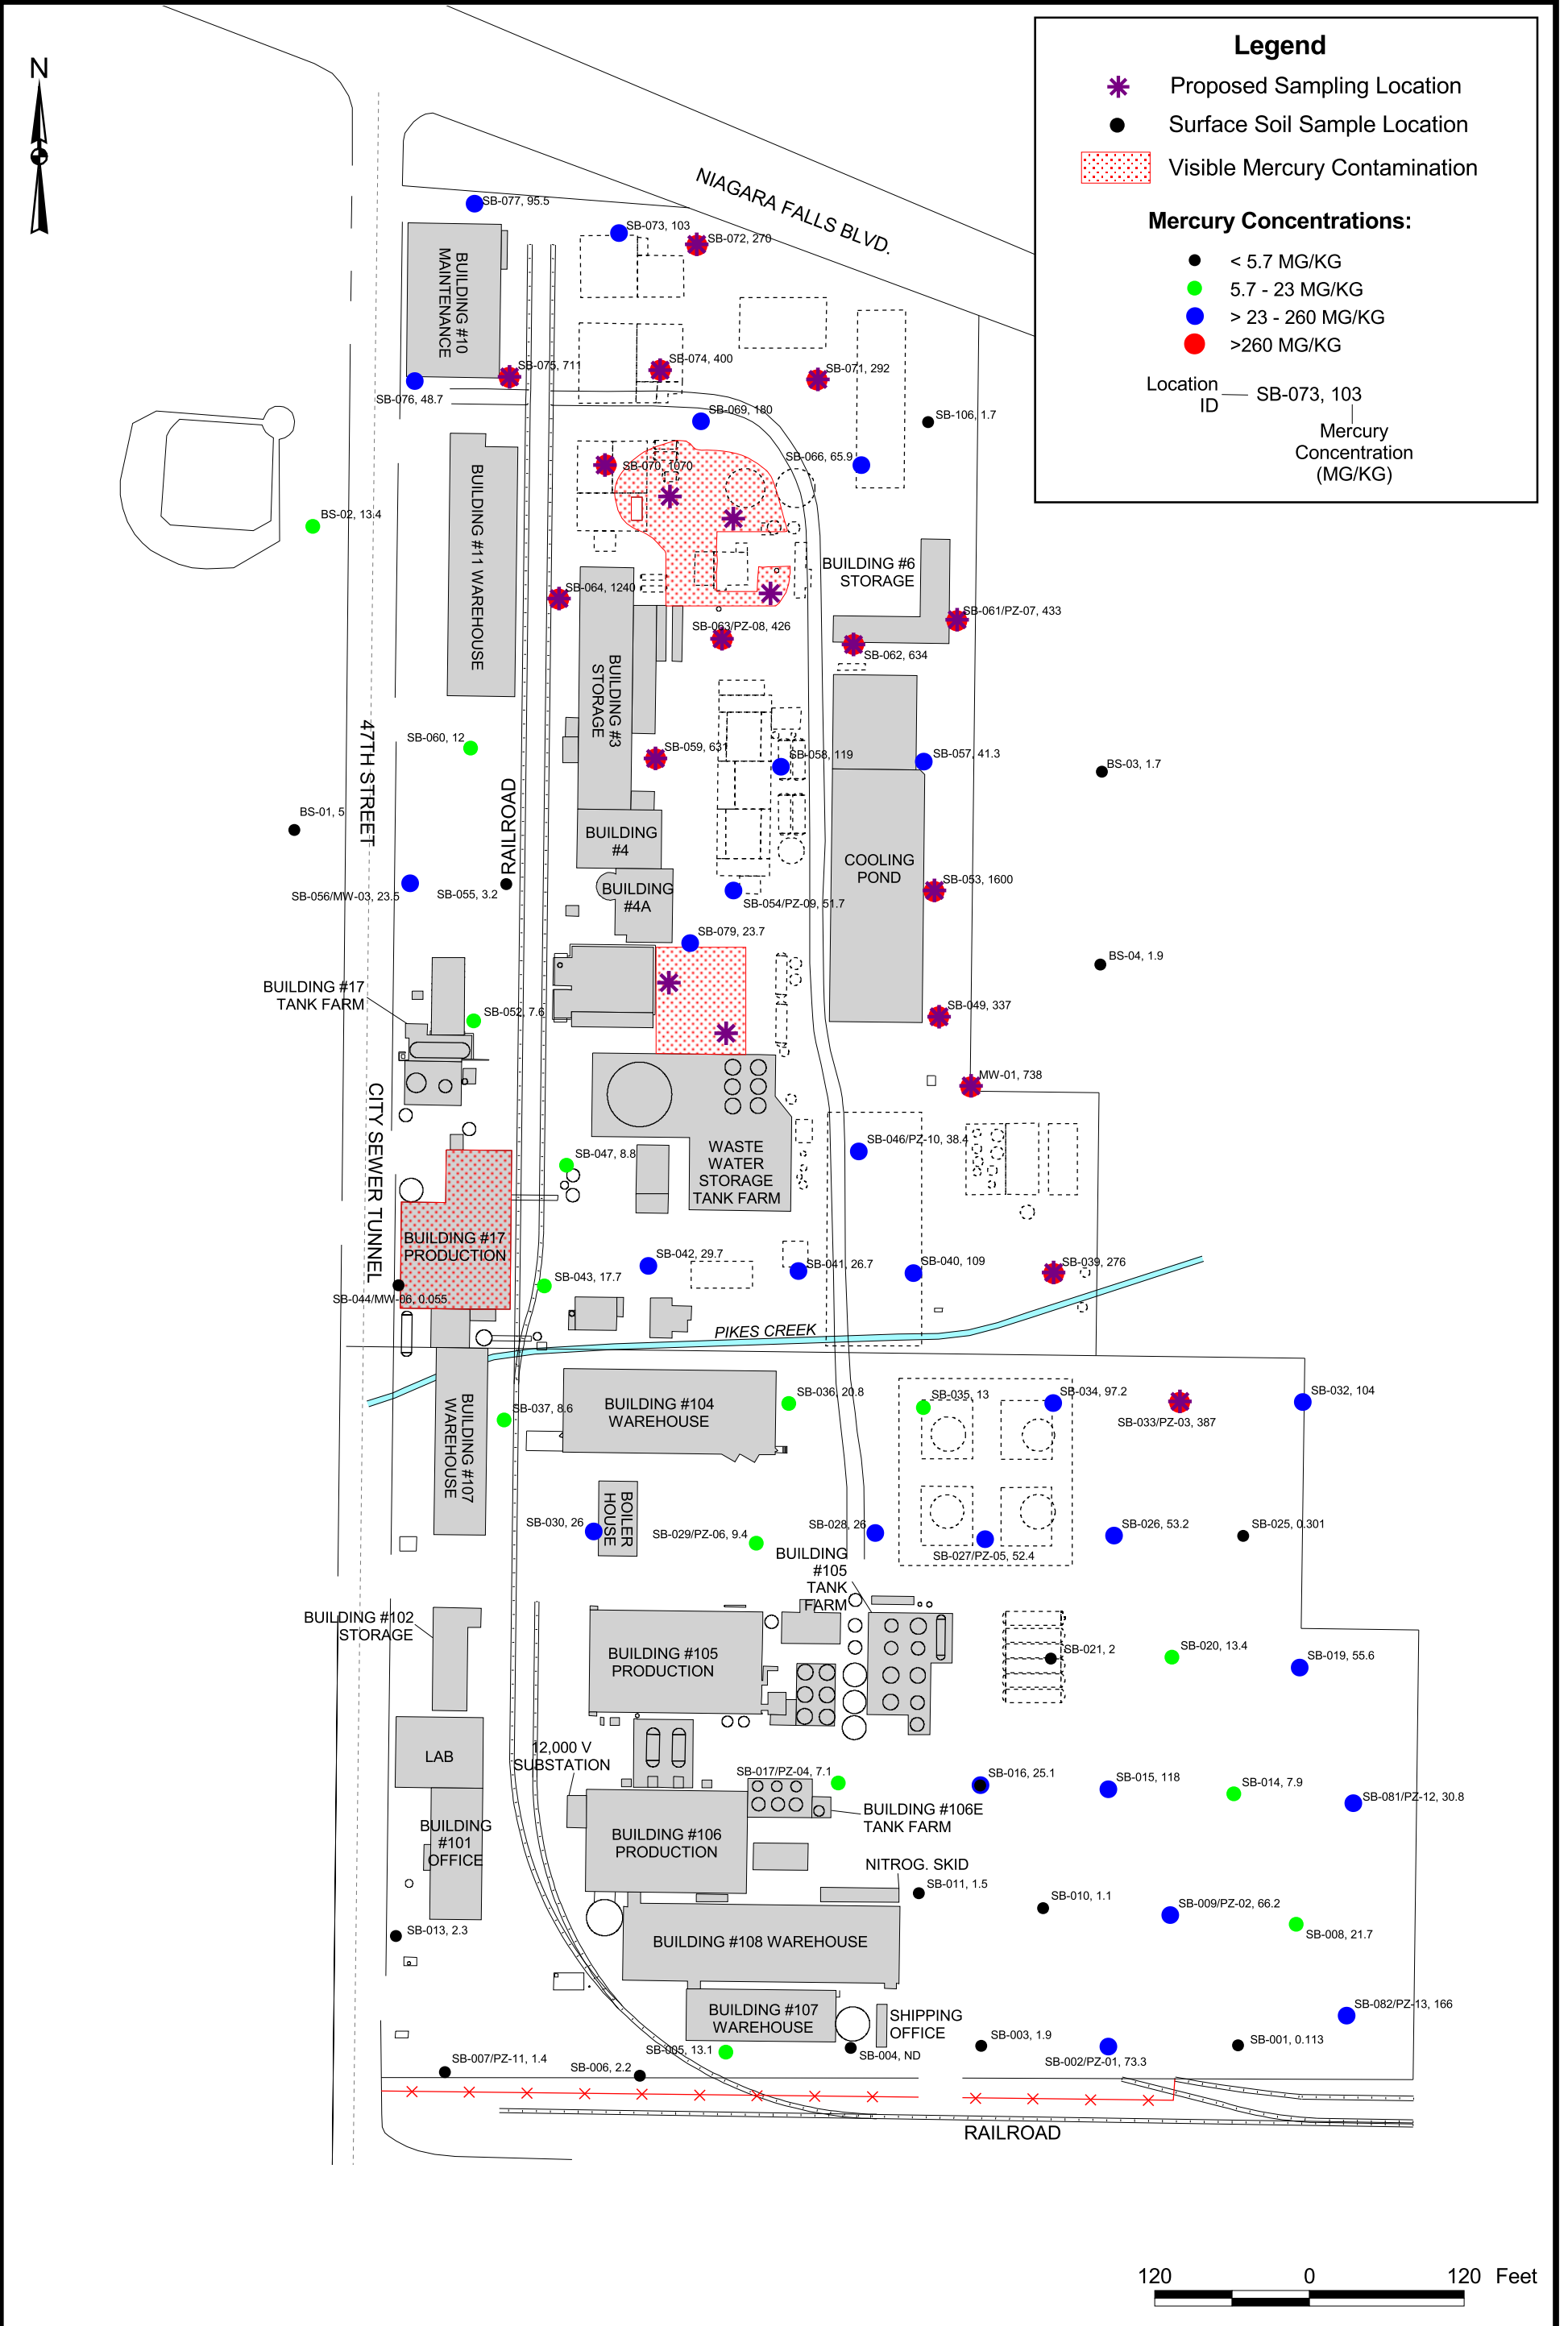 N
Legend
Proposed Sampling Location
Surface Soil Sample Location
Visible Mercury Contamination
Mercury Concentrations:
< 5.7 MG/KG
5.7 - 23 MG/KG
> 23 - 260 MG/KG
>260 MG/KG
Location
ID
SB-073, 103
Mercury
Concentration
(MG/KG)
NIAGARA FALLS BLVD.
SB-077, 95.5
SB-073, 103
SB-072, 270
BUILDING #10
MAINTENANCE
SB-075, 711
SB-074, 400
SB-071, 292
SB-076, 48.7
SB-069, 180
SB-106, 1.7
SB-066, 65.9
SB-070, 1070
BS-02, 13.4
BUILDING #11 WAREHOUSE
BUILDING #6
STORAGE
SB-064, 1240
SB-061/PZ-07, 433
SB-063/PZ-08, 426
SB-062, 634
BUILDING #3
STORAGE
47TH STREET
SB-060, 12
SB-059, 631
SB-058, 119
SB-057, 41.3
BS-03, 1.7
RAILROAD
BS-01, 5
BUILDING
#4
COOLING
POND
SB-056/MW-03, 23.5
SB-055, 3.2
BUILDING
#4A
SB-054/PZ-09, 51.7
SB-053, 1600
SB-079, 23.7
BS-04, 1.9
BUILDING #17
TANK FARM
SB-052, 7.6
SB-049, 337
MW-01, 738
CITY SEWER TUNNEL
SB-047, 8.8
WASTE
WATER
STORAGE
TANK FARM
SB-046/PZ-10, 38.4
BUILDING #17
PRODUCTION
SB-042, 29.7
SB-041, 26.7
SB-040, 109
SB-039, 276
SB-043, 17.7
SB-044/MW-06, 0.055
PIKES CREEK
BUILDING #107
WAREHOUSE
SB-037, 8.6
BUILDING #104
WAREHOUSE
SB-036, 20.8
SB-035, 13
SB-034, 97.2
SB-033/PZ-03, 387
SB-032, 104
SB-030, 26
BOILER
HOUSE
SB-029/PZ-06, 9.4
SB-028, 26
SB-027/PZ-05, 52.4
SB-026, 53.2
SB-025, 0.301
BUILDING
#105
TANK
FARM
BUILDING #102
STORAGE
BUILDING #105
PRODUCTION
SB-021, 2
SB-020, 13.4
SB-019, 55.6
LAB
12,000 V
SUBSTATION
SB-017/PZ-04, 7.1
SB-016, 25.1
SB-015, 118
SB-014, 7.9
SB-081/PZ-12, 30.8
BUILDING #106E
TANK FARM
BUILDING
#101
OFFICE
BUILDING #106
PRODUCTION
NITROG. SKID
SB-011, 1.5
SB-010, 1.1
SB-009/PZ-02, 66.2
SB-008, 21.7
SB-013, 2.3
BUILDING #108 WAREHOUSE
BUILDING #107
WAREHOUSE
SHIPPING
OFFICE
SB-082/PZ-13, 166
SB-007/PZ-11, 1.4
SB-006, 2.2
SB-005, 13.1
SB-004, ND
SB-003, 1.9
SB-002/PZ-01, 73.3
SB-001, 0.113
RAILROAD
120 0 120 Feet